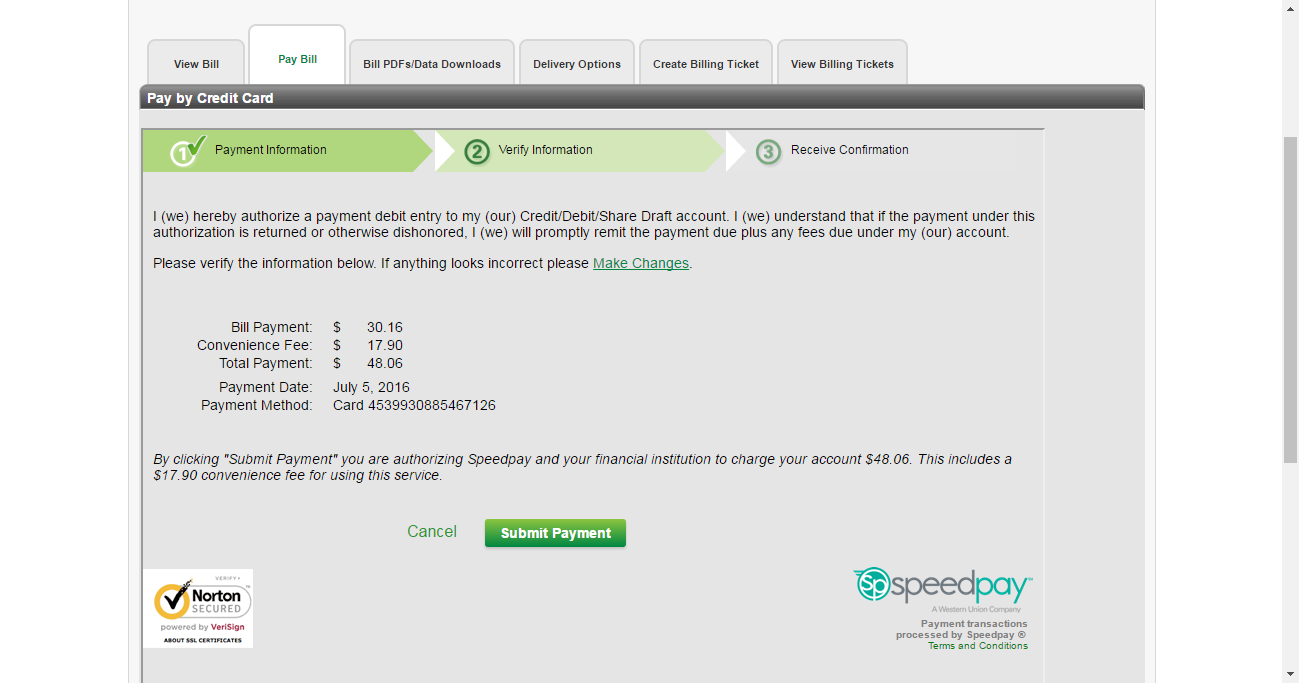 View Bill
Pay Bill
Bill PDFs/Data Downloads
Delivery Options
Create Billing Ticket
View Billing Tickets
Pay by Credit Card
1 Payment Information
2 Verify Information
3 Receive Confirmation
I (we) hereby authorize a payment debit entry to my (our) Credit/Debit/Share Draft account. I (we) understand that if the payment under this
authorization is returned or otherwise dishonored, I (we) will promptly remit the payment due plus any fees due under my (our) account.
Please verify the information below. If anything looks incorrect please Make Changes.
Bill Payment: $ 30.16
Convenience Fee: $ 17.90
Total Payment: $ 48.06
Payment Date: July 5, 2016
Payment Method: Card 4539930885467126
By clicking "Submit Payment" you are authorizing Speedpay and your financial institution to charge your account $48.06. This includes a
$17.90 convenience fee for using this service.
Cancel
Submit Payment
VERIFY
Norton
SECURED
powered by VeriSign
ABOUT SSL CERTIFICATES
sp speedpay
A Western Union Company
Payment transactions
processed by Speedpay ®
Terms and Conditions